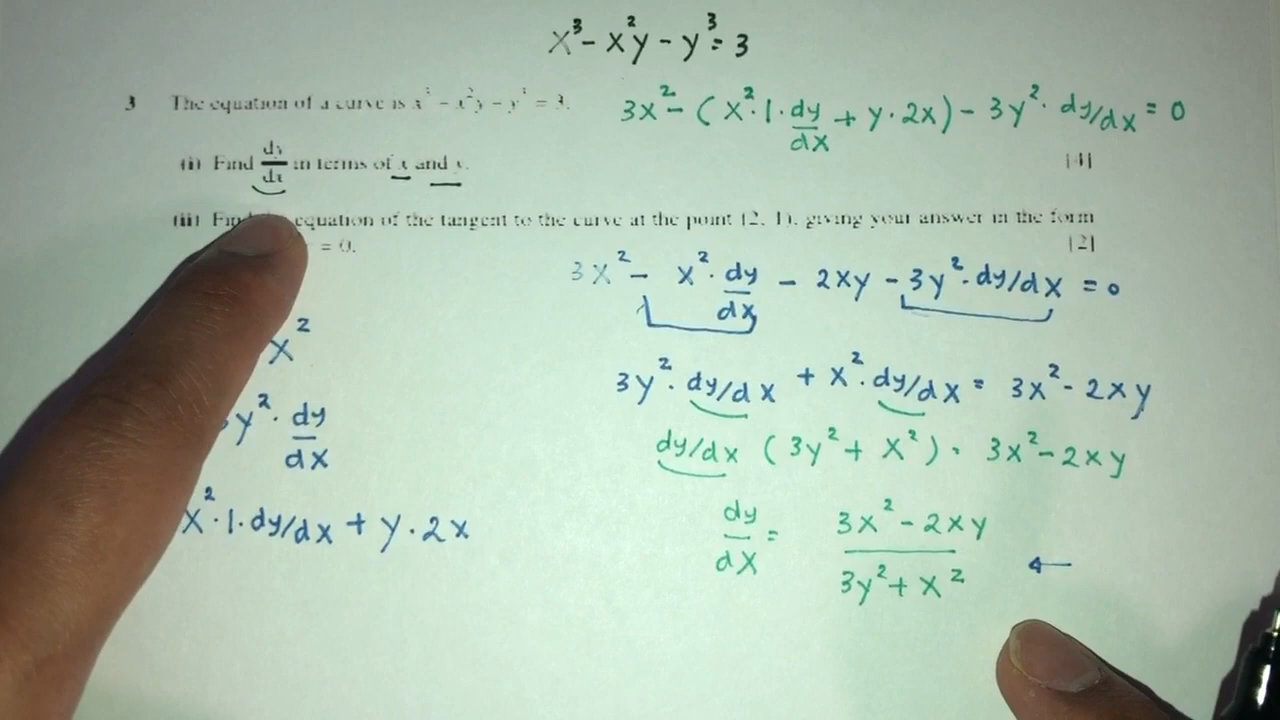 x³ - x²y - y³ = 3
3 The equation of a curve is x³ - x²y - y³ = 3.
3x² - (x²·1·dy/dx + y·2x) - 3y²·dy/dx = 0
(i) Find dy/dx in terms of x and y. [4]
(ii) Find equation of the tangent to the curve at the point (2, 1), giving your answer in the form
= 0. [2]
3x² - x²·dy/dx - 2xy - 3y²·dy/dx = 0
x²
3y²·dy/dx + x²·dy/dx = 3x² - 2xy
y²·dy/dx
dy/dx (3y² + x²) = 3x² - 2xy
x²·1·dy/dx + y·2x
dy/dx = 3x² - 2xy / 3y² + x² ←